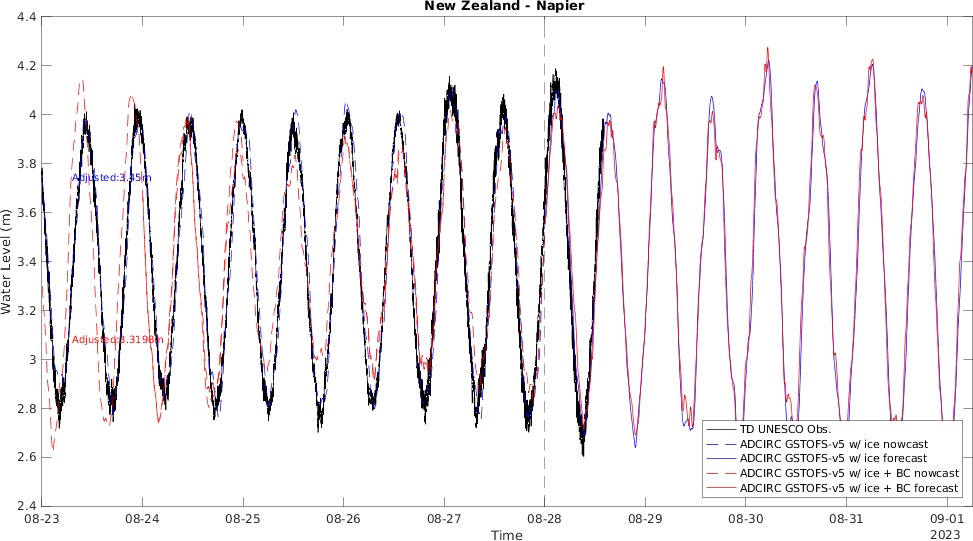 New Zealand - Napier
4.4
4.2
4
3.8
3.6
3.4
3.2
3
2.8
2.6
2.4
Water Level (m)
Adjusted:3.45m
Adjusted:3.3198m
TD UNESCO Obs.
ADCIRC GSTOFS-v5 w/ ice nowcast
ADCIRC GSTOFS-v5 w/ ice forecast
ADCIRC GSTOFS-v5 w/ ice + BC nowcast
ADCIRC GSTOFS-v5 w/ ice + BC forecast
08-23 08-24 08-25 08-26 08-27 08-28 08-29 08-30 08-31 09-01
2023
Time